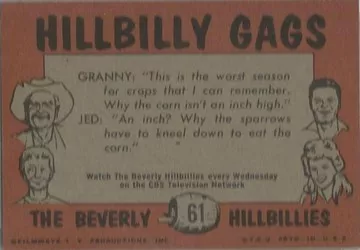 HILLBILLY GAGS
GRANNY: "This is the worst season
for crops that I can remember.
Why the corn isn't an inch high."
JED: "An inch? Why the sparrows
have to kneel down to eat the
corn."
Watch The Beverly Hillbillies every Wednesday
on the CBS Television Network
THE BEVERLY 61 HILLBILLIES
PRODUCTIONS INC.